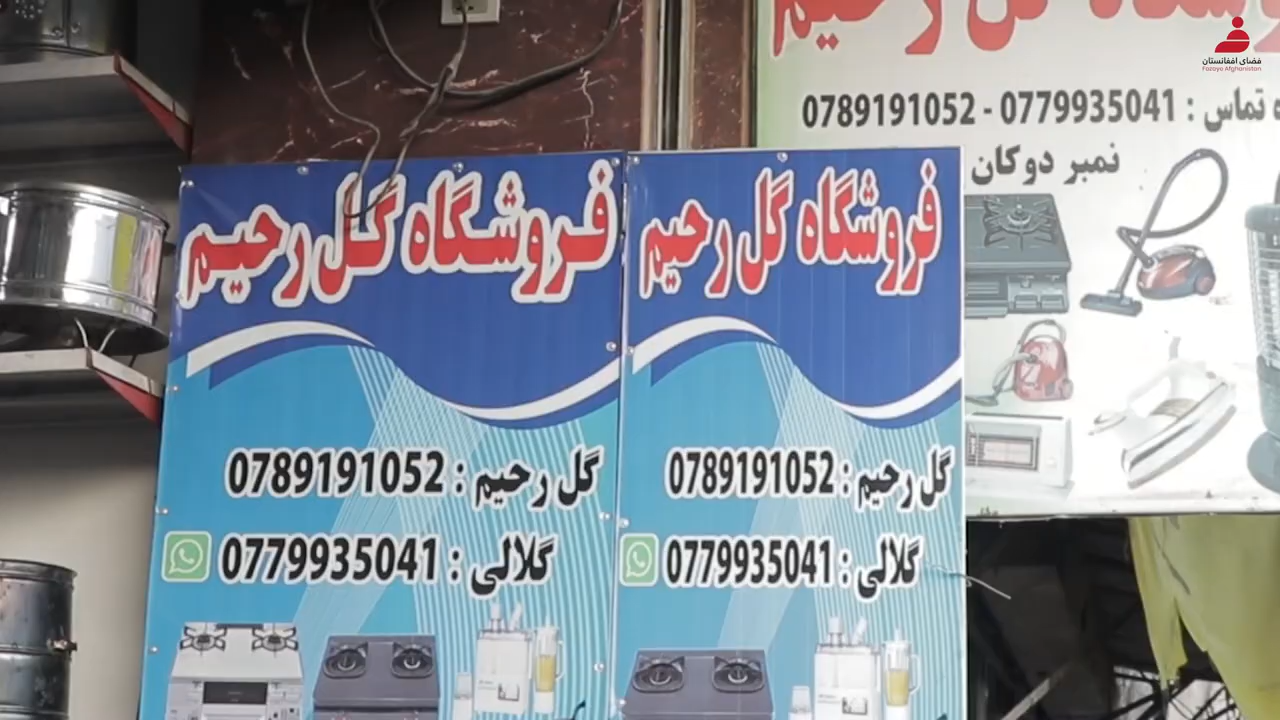 فروشگاه گل رحیم
گل رحیم : 0789191052
گلالی : 0779935041
فروشگاه گل رحیم
گل رحیم : 0789191052
گلالی : 0779935041
گل رحیم
تماس : 0779935041 - 0789191052
نمبر دوکان
فضای افغانستان
Fazaye Afghanistan